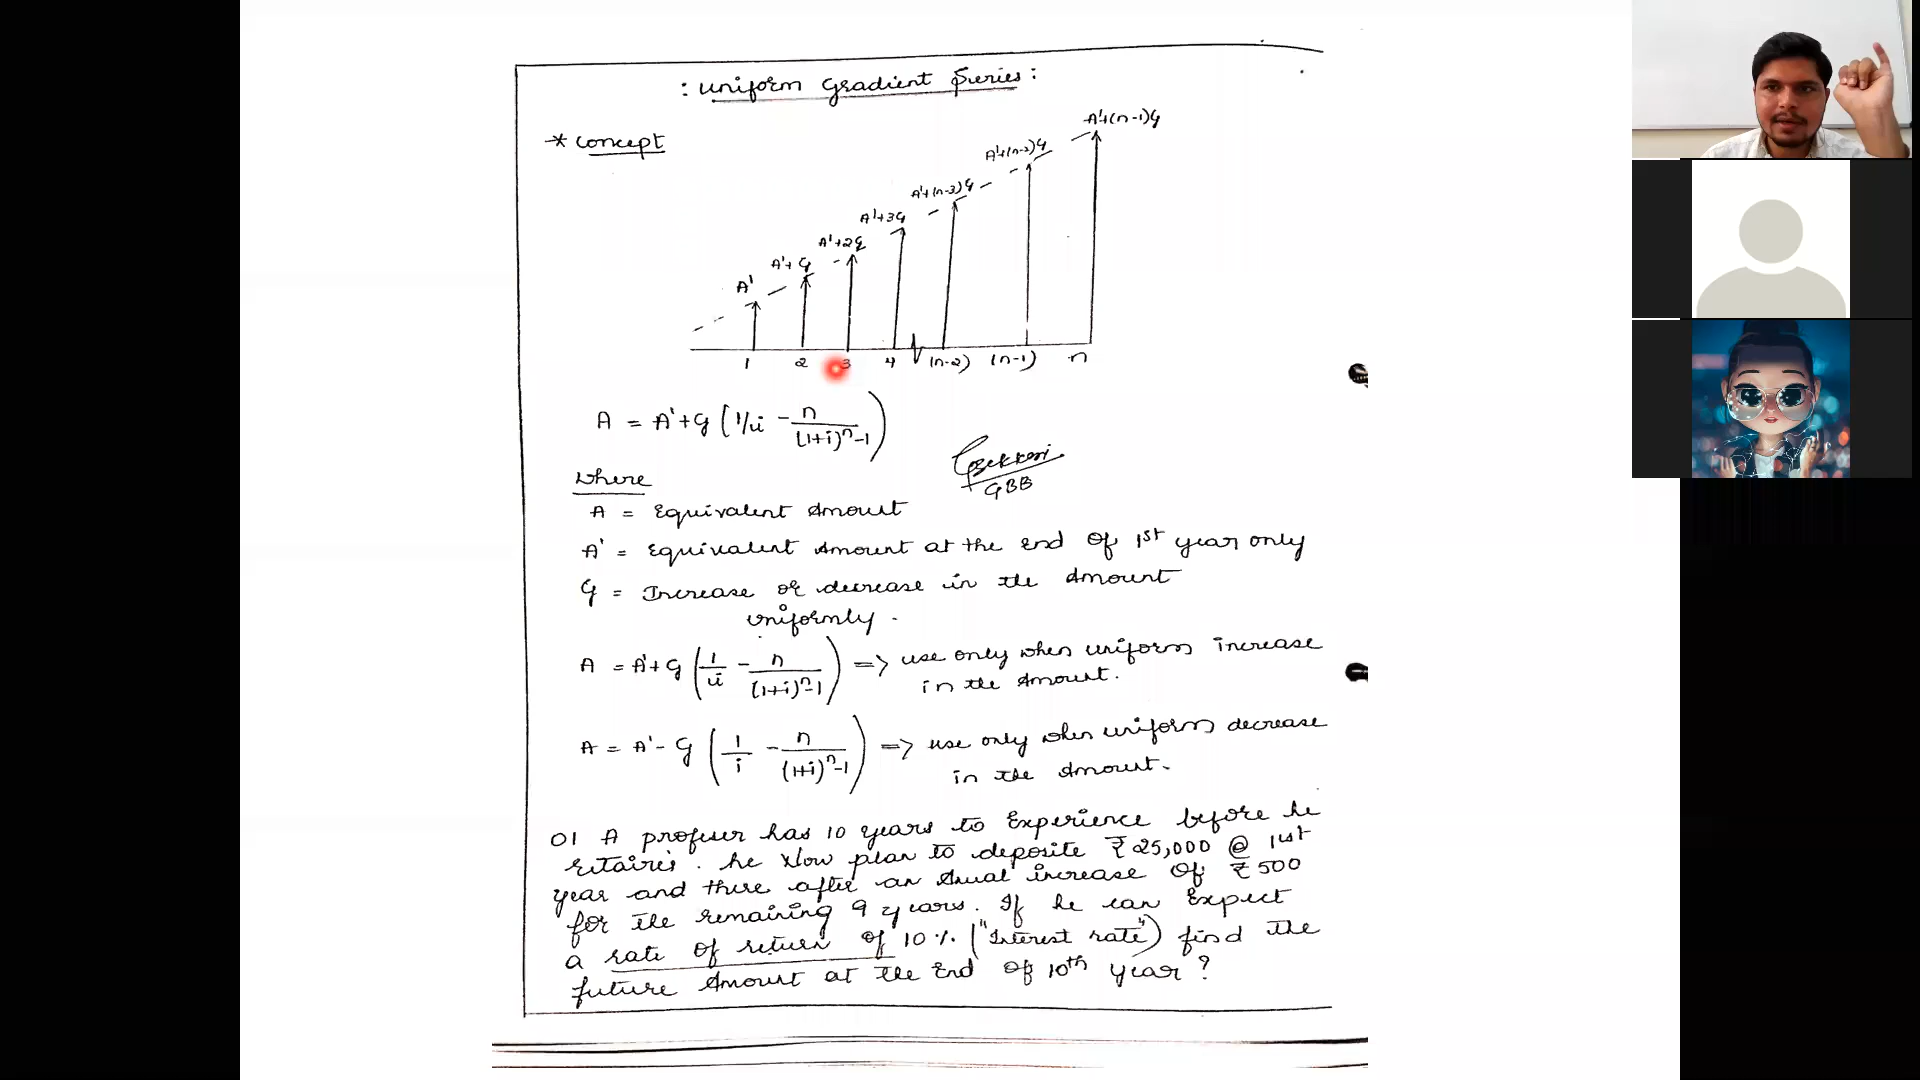 : Uniform Gradient Series :
* Concept
A'+(n-1)G
A'+(n-2)G
A'+(n-3)G
A'+3G
A'+2G
A'+G
A'
1 2 3 4 (n-2) (n-1) n
A = A'+G (1/i - n/((1+i)^n-1))
GBB
Where
A = Equivalent Amount
A' = Equivalent Amount at the end of 1st year only
G = Increase or decrease in the Amount
uniformly.
A = A'+G (1/i - n/((1+i)^n-1)) => use only when uniform increase
in the Amount.
A = A'-G (1/i - n/((1+i)^n-1)) => use only when uniform decrease
in the Amount.
01 A profeser has 10 years to Experience before he
retairis. he Now plan to deposite ₹25,000 @ 1st
year and there after an Anual increase of ₹500
for the remaining 9 years. If he can Expect
a rate of return of 10% ("Interest rate") find the
future Amount at the End of 10th year?